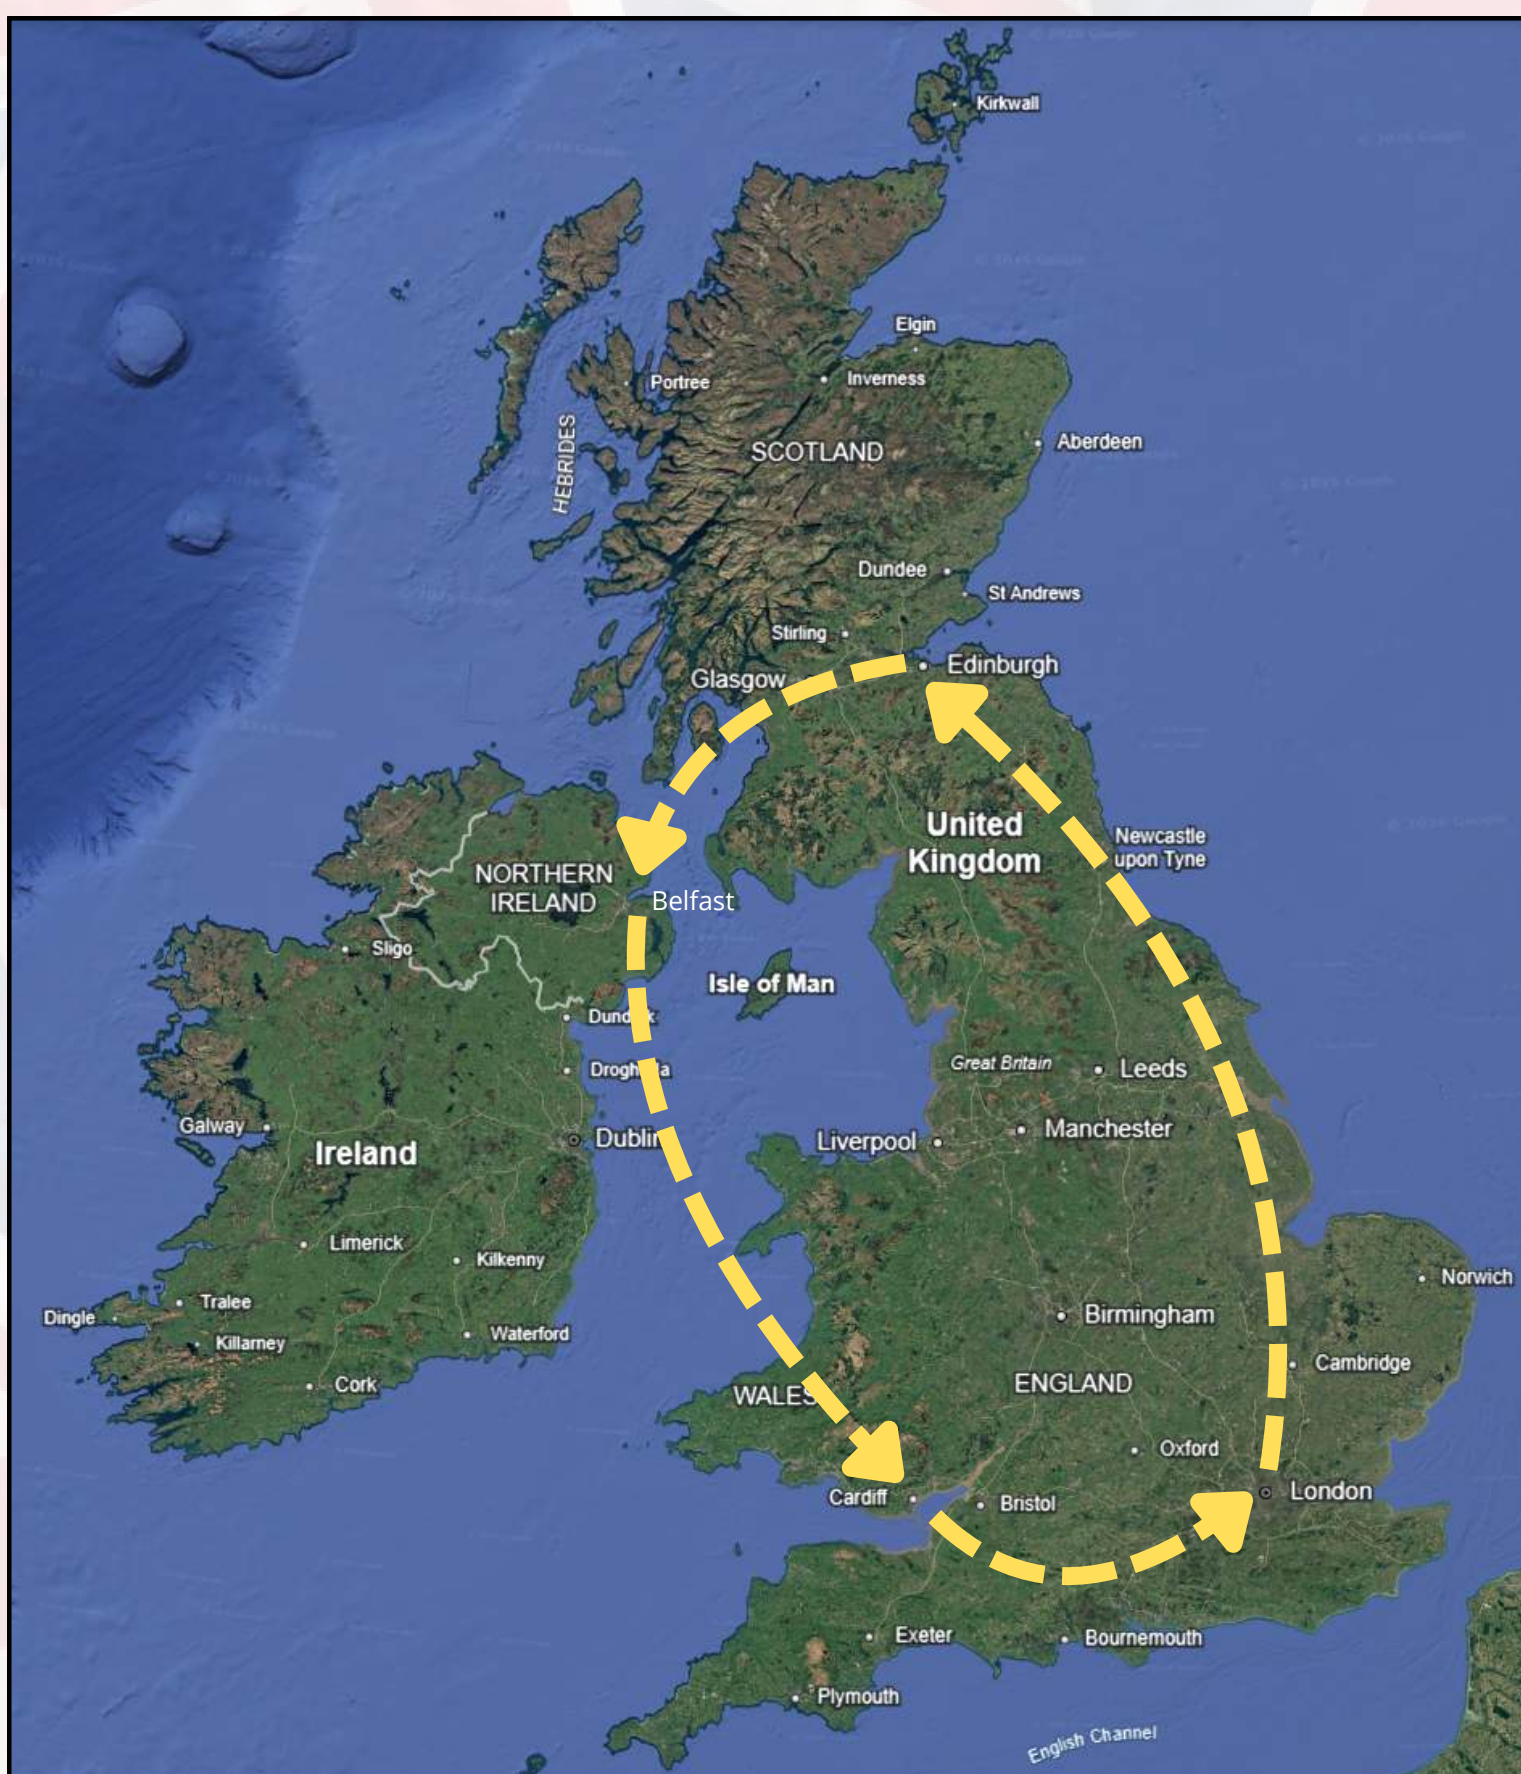 Kirkwall
Elgin
Portree
Inverness
HEBRIDES
SCOTLAND
Aberdeen
Dundee
St Andrews
Stirling
Edinburgh
Glasgow
United
Kingdom
Newcastle
upon Tyne
NORTHERN
IRELAND
Belfast
Sligo
Isle of Man
Great Britain
Leeds
Galway
Ireland
Dublin
Liverpool
Manchester
Limerick
Kilkenny
Norwich
Tralee
Dingle
Killarney
Waterford
Birmingham
Cambridge
Cork
WALES
ENGLAND
Oxford
Cardiff
Bristol
London
Exeter
Bournemouth
Plymouth
English Channel